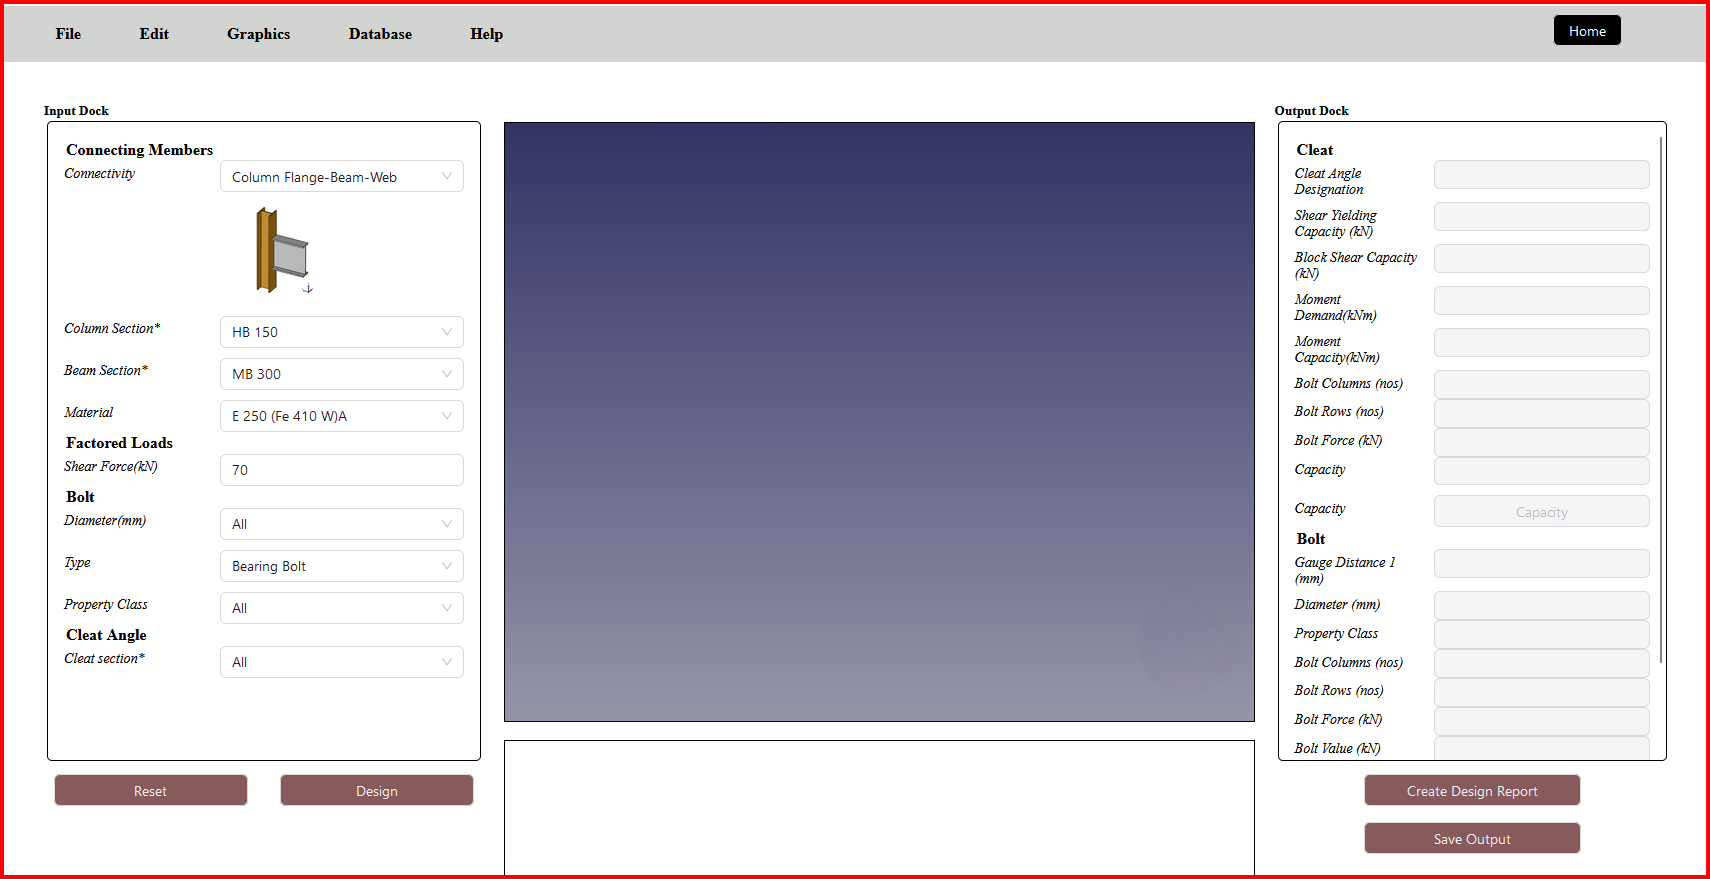 File Edit Graphics Database Help Home
Input Dock
Connecting Members
Connectivity Column Flange-Beam-Web
Column Section* HB 150
Beam Section* MB 300
Material E 250 (Fe 410 W)A
Factored Loads
Shear Force(kN) 70
Bolt
Diameter(mm) All
Type Bearing Bolt
Property Class All
Cleat Angle
Cleat section* All
Reset Design
Output Dock
Cleat
Cleat Angle
Designation
Shear Yielding
Capacity (kN)
Block Shear Capacity
(kN)
Moment
Demand(kNm)
Moment
Capacity(kNm)
Bolt Columns (nos)
Bolt Rows (nos)
Bolt Force (kN)
Capacity
Capacity Capacity
Bolt
Gauge Distance 1
(mm)
Diameter (mm)
Property Class
Bolt Columns (nos)
Bolt Rows (nos)
Bolt Force (kN)
Bolt Value (kN)
Create Design Report
Save Output